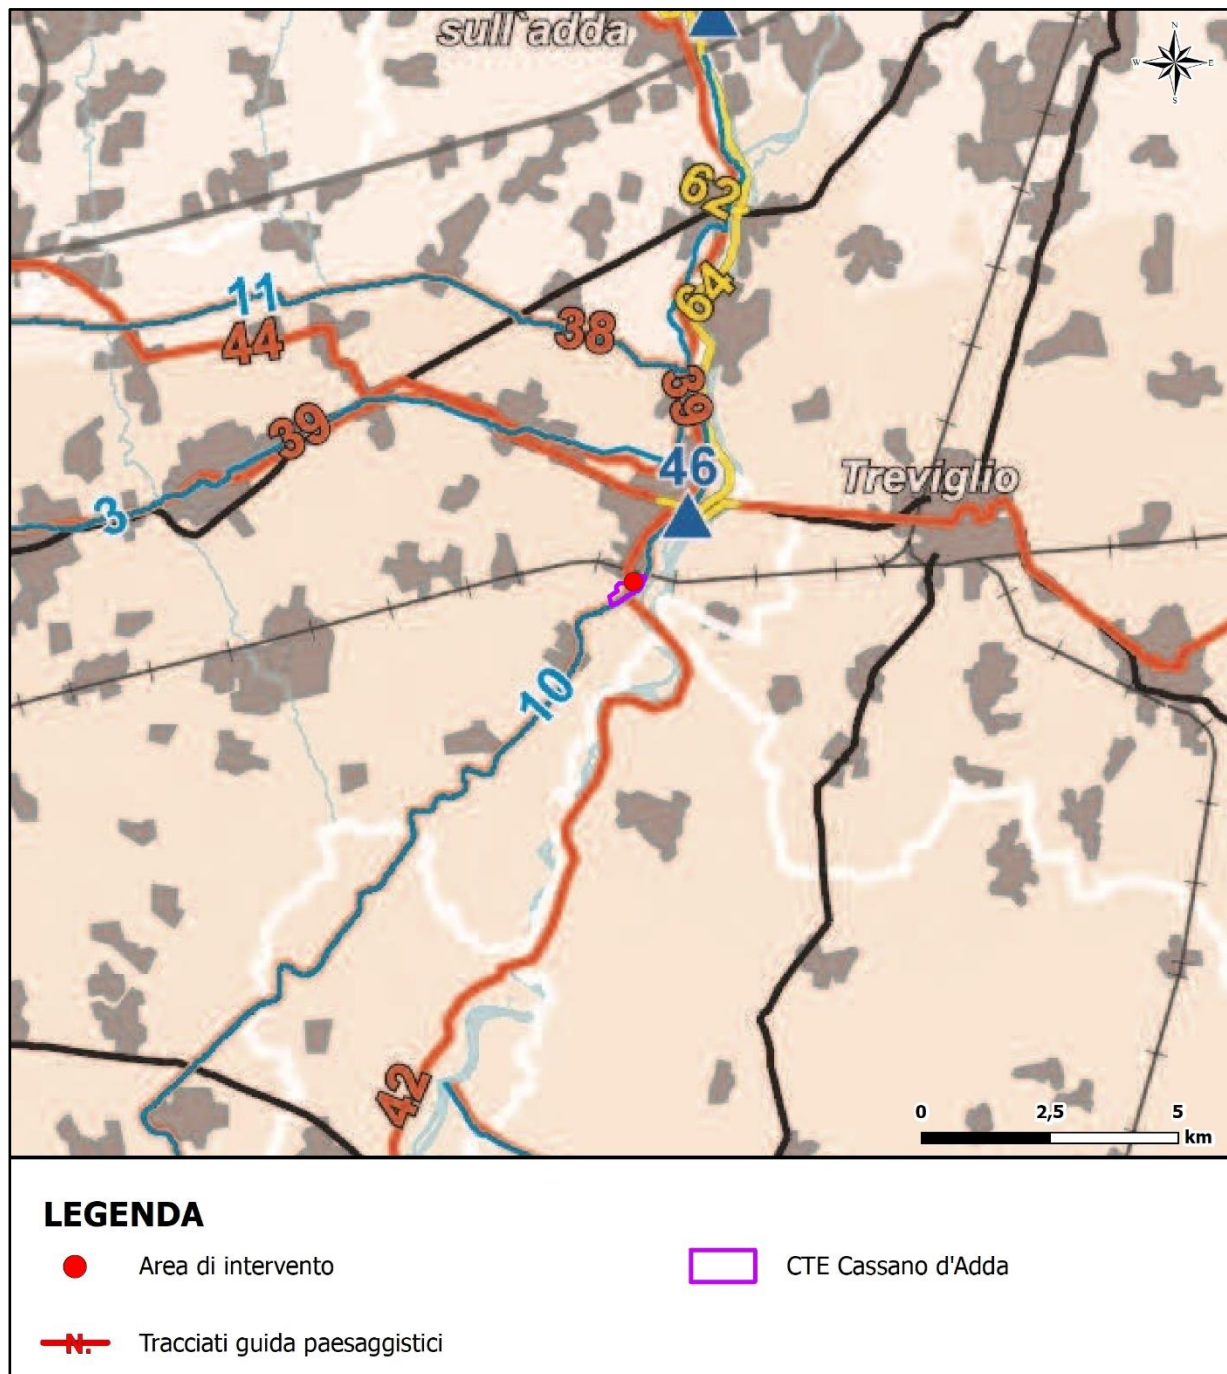 sull`adda
N
W
E
S
62
64
11
44
38
39
39
3
46
Treviglio
10
42
0 2,5 5
km
LEGENDA
Area di intervento
CTE Cassano d'Adda
N.
Tracciati guida paesaggistici